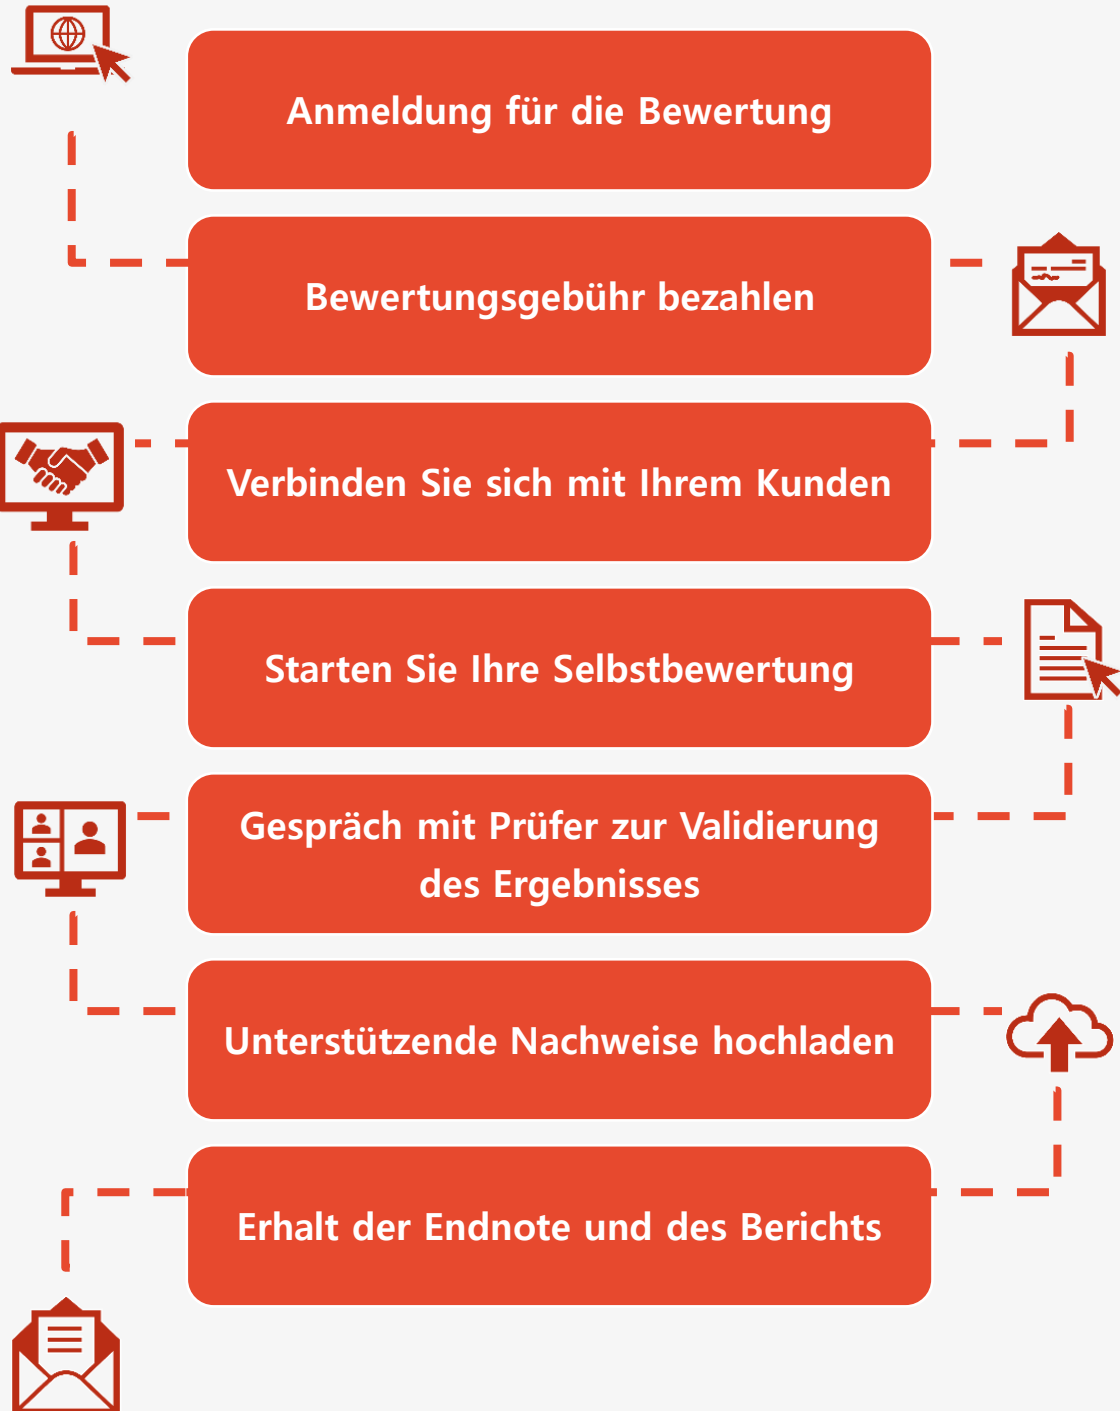 Anmeldung für die Bewertung
Bewertungsgebühr bezahlen
Verbinden Sie sich mit Ihrem Kunden
Starten Sie Ihre Selbstbewertung
Gespräch mit Prüfer zur Validierung
des Ergebnisses
Unterstützende Nachweise hochladen
Erhalt der Endnote und des Berichts